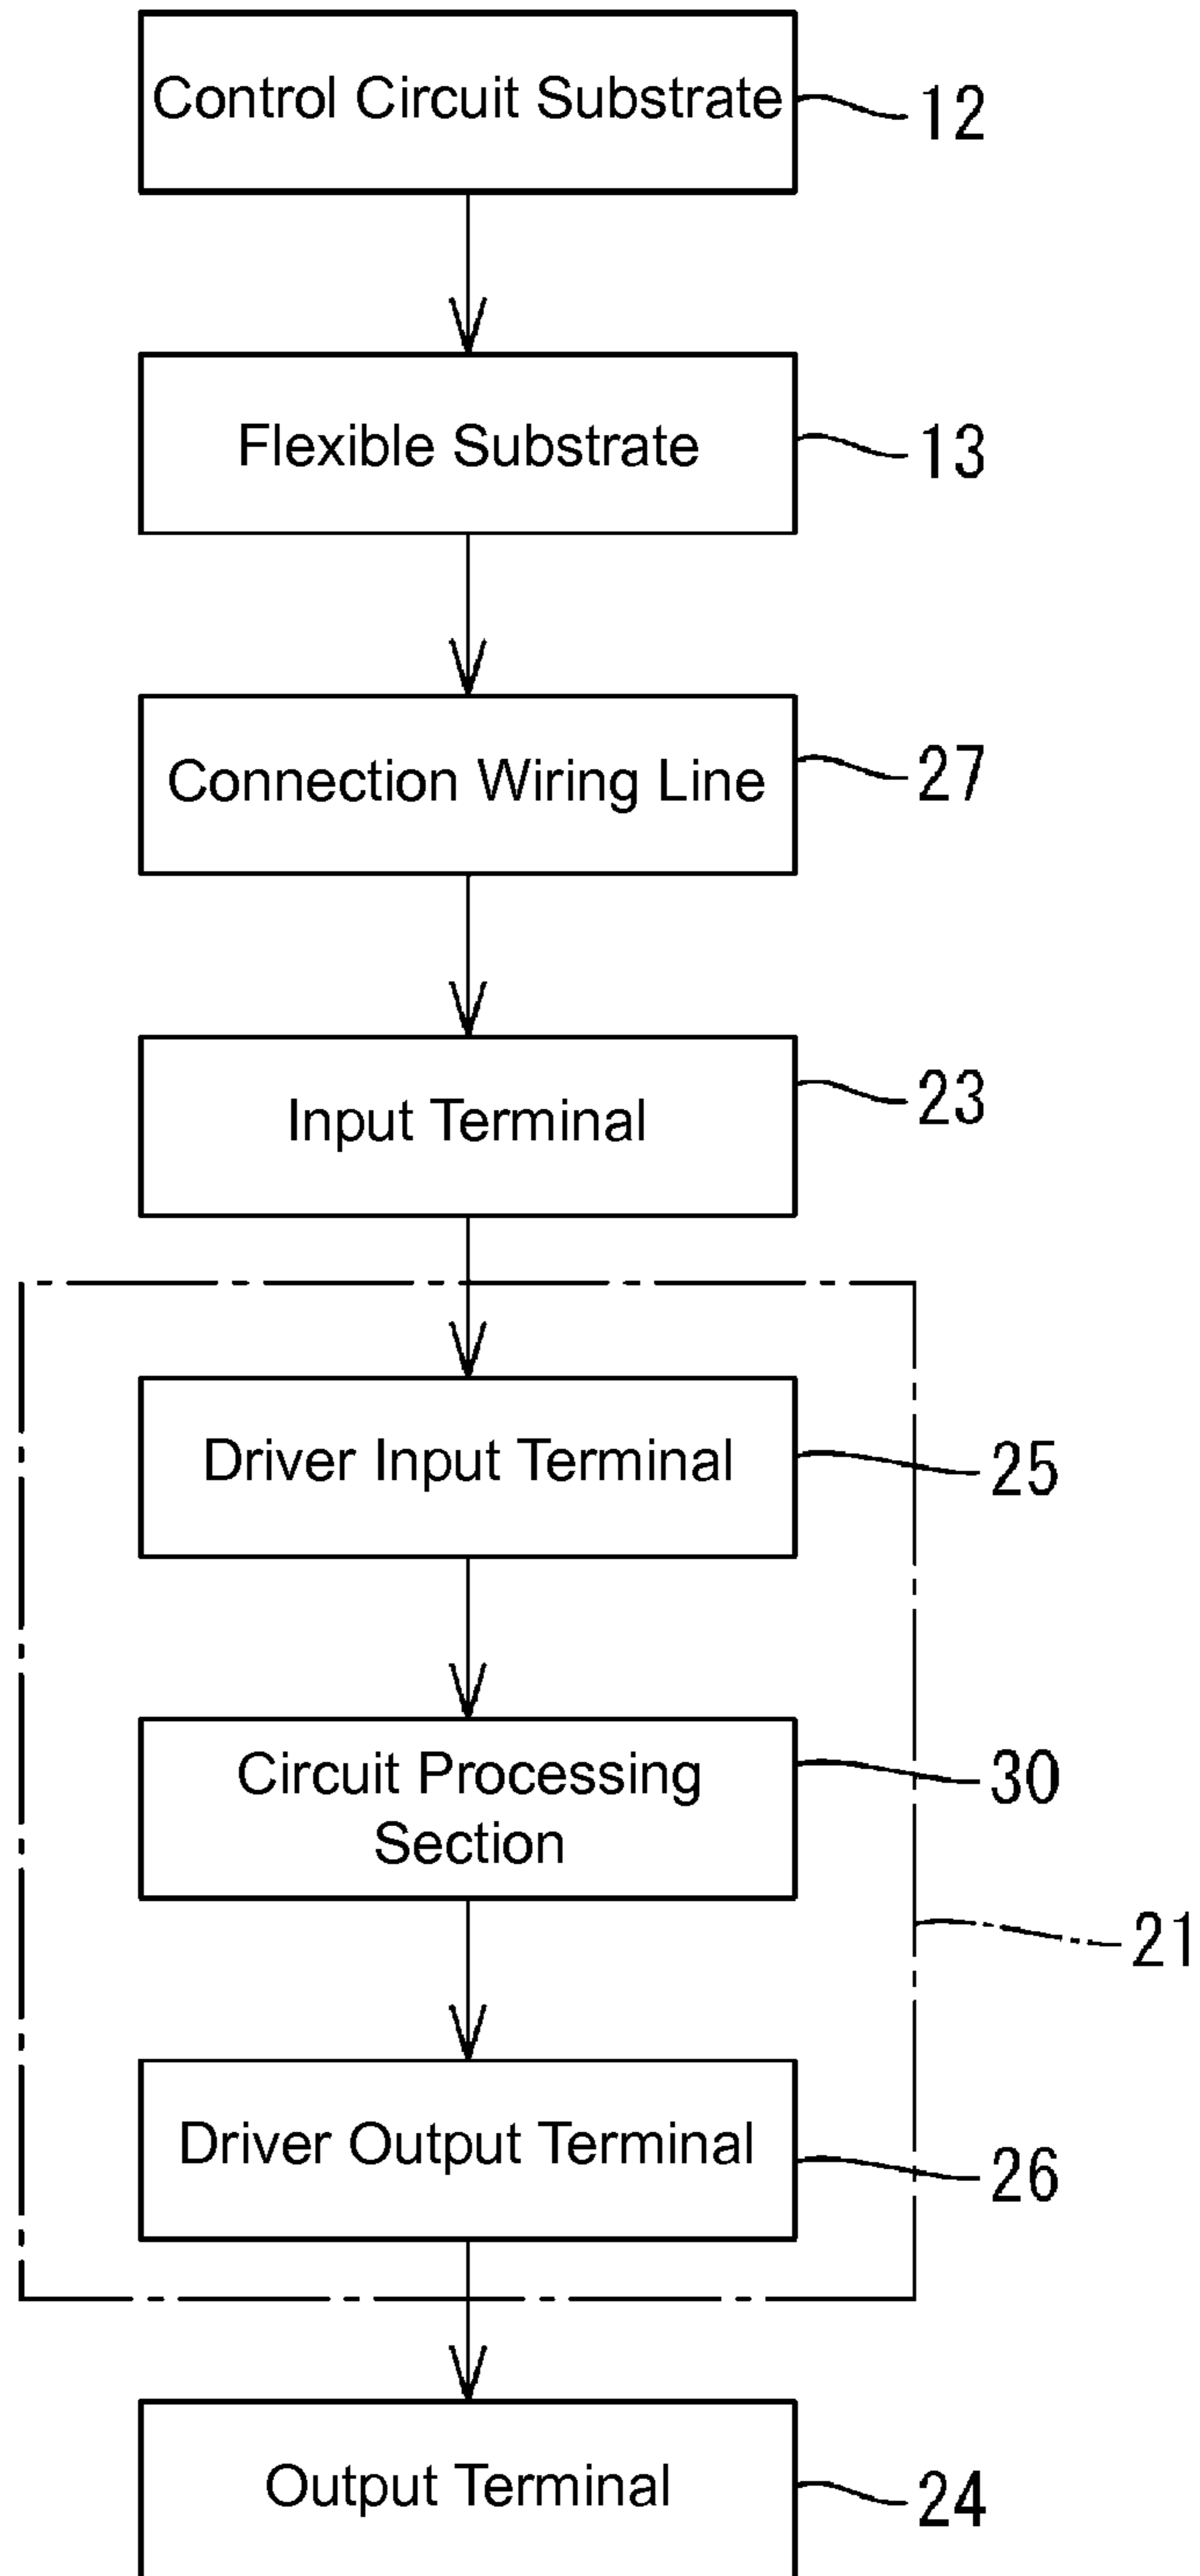 Control Circuit Substrate
12
Flexible Substrate
13
Connection Wiring Line
27
Input Terminal
23
Driver Input Terminal
25
Circuit Processing
Section
30
21
Driver Output Terminal
26
Output Terminal
24